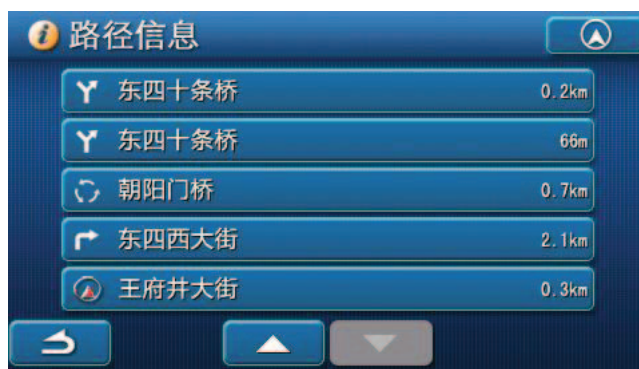 路径信息
东四十条桥 0.2km
东四十条桥 66m
朝阳门桥 0.7km
东四西大街 2.1km
王府井大街 0.3km